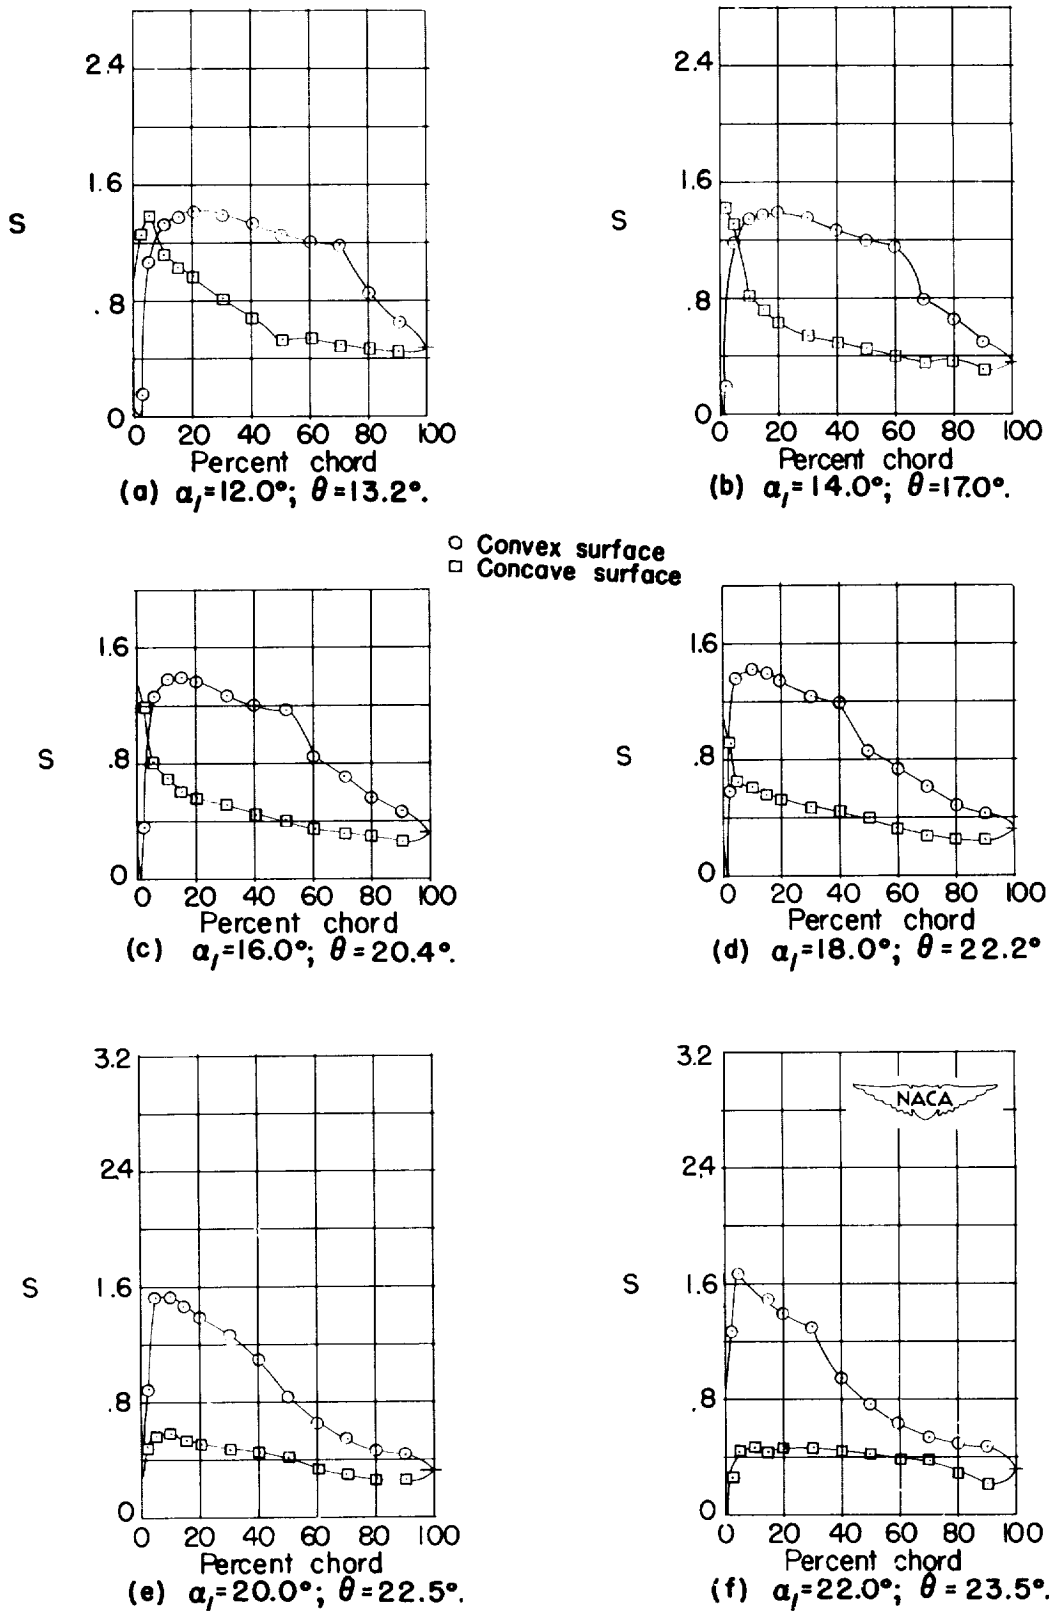 2.4
1.6
S
.8
0
0 20 40 60 80 100
Percent chord
(a) α₁=12.0°; θ=13.2°.
2.4
1.6
S
.8
0
0 20 40 60 80 100
Percent chord
(b) α₁=14.0°; θ=17.0°.
Convex surface
Concave surface
1.6
S
.8
0
0 20 40 60 80 100
Percent chord
(c) α₁=16.0°; θ=20.4°.
1.6
S
.8
0
0 20 40 60 80 100
Percent chord
(d) α₁=18.0°; θ=22.2°
3.2
2.4
1.6
S
.8
0
0 20 40 60 80 100
Percent chord
(e) α₁=20.0°; θ=22.5°.
3.2
NACA
2.4
1.6
S
.8
0
0 20 40 60 80 100
Percent chord
(f) α₁=22.0°; θ=23.5°.